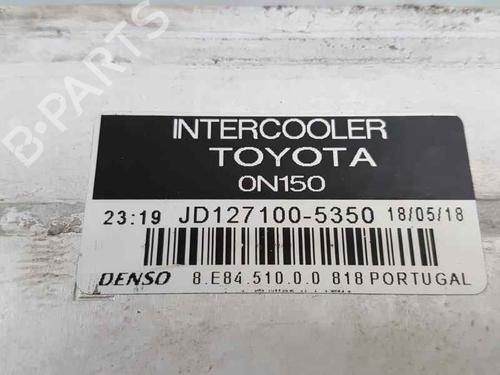 B-PARTS
INTERCOOLER
TOYOTA
0N150
23:19 JD127100-5350 18/05/18
DENSO 8.E84.510.0.0 818 PORTUGAL